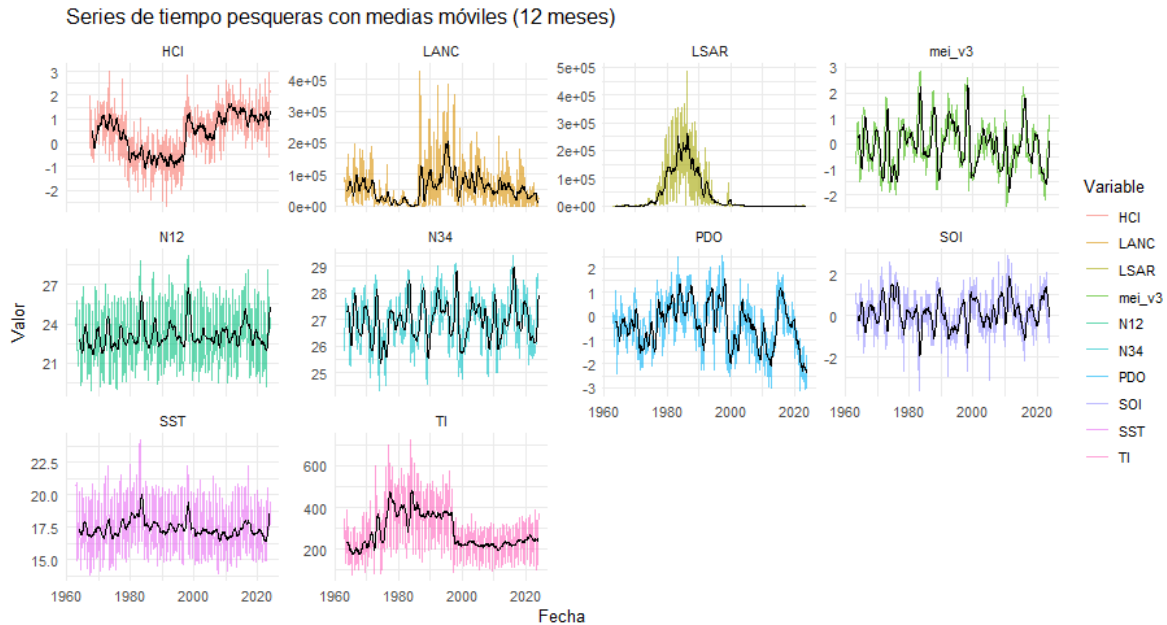 Series de tiempo pesqueras con medias móviles (12 meses)
HCI
LANC
LSAR
mei_v3
3
2
1
0
-1
-2
4e+05
3e+05
2e+05
1e+05
0e+00
5e+05
4e+05
3e+05
2e+05
1e+05
0e+00
3
2
1
0
-1
-2
N12
N34
PDO
SOI
27
24
21
29
28
27
26
25
2
1
0
-1
-2
-3
2
0
-2
1960 1980 2000 2020
1960 1980 2000 2020
SST
TI
22.5
20.0
17.5
15.0
600
400
200
1960 1980 2000 2020
1960 1980 2000 2020
Valor
Fecha
Variable
HCI
LANC
LSAR
mei_v3
N12
N34
PDO
SOI
SST
TI